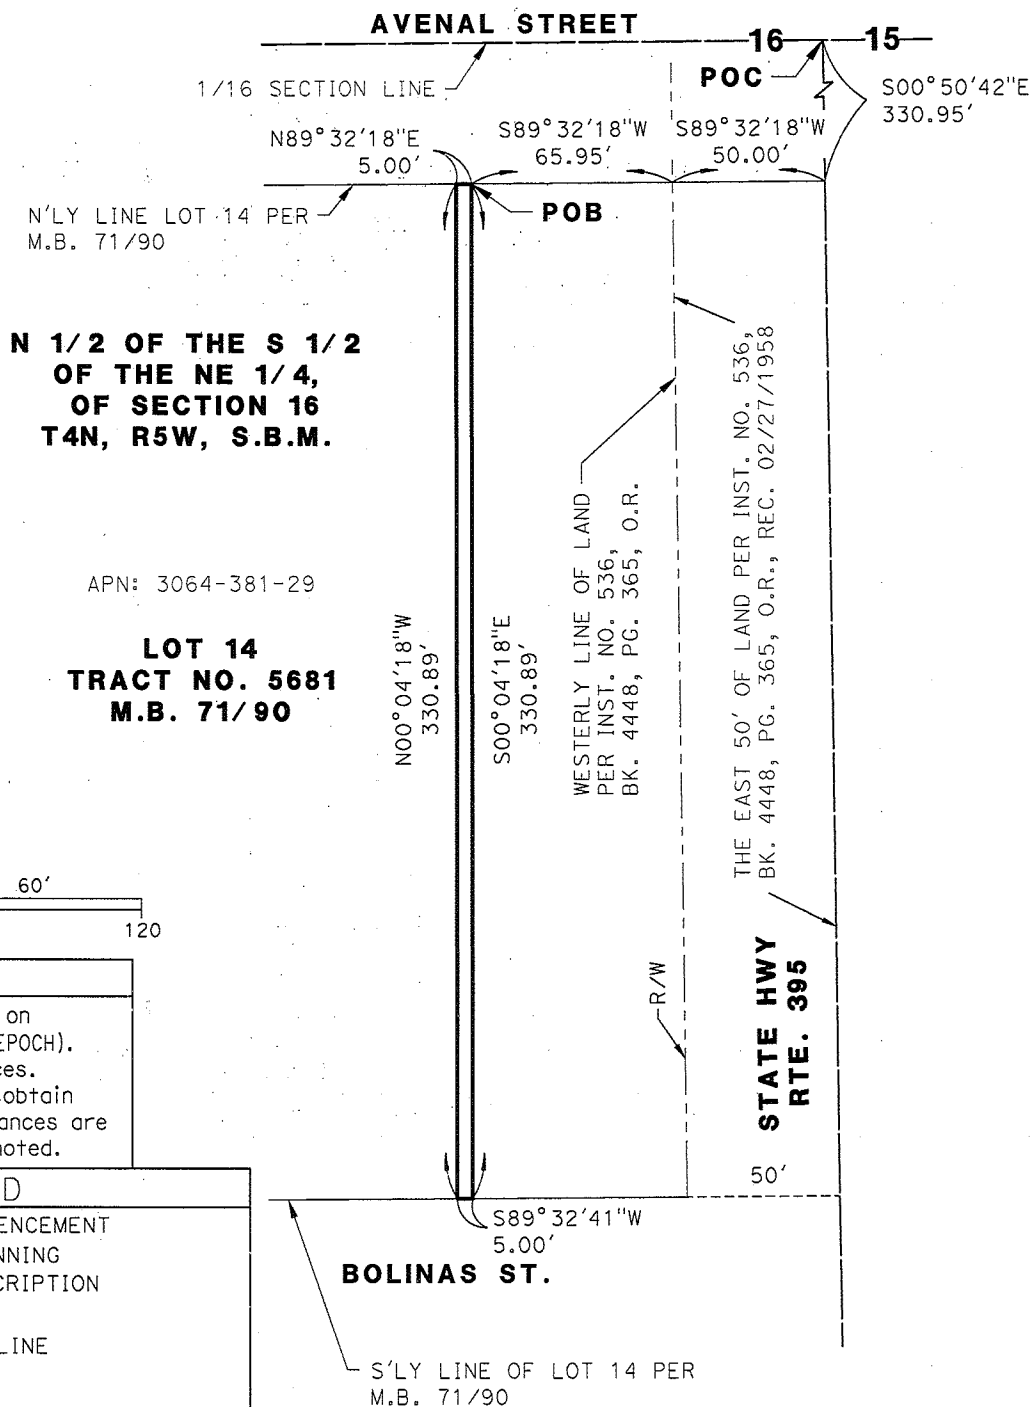 AVENAL STREET
16
15
POC
1/16 SECTION LINE
S00°50'42"E
330.95'
N89°32'18"E
5.00'
S89°32'18"W
65.95'
S89°32'18"W
50.00'
N'LY LINE LOT 14 PER
M.B. 71/90
POB
N 1/2 OF THE S 1/2
OF THE NE 1/4,
OF SECTION 16
T4N, R5W, S.B.M.
APN: 3064-381-29
LOT 14
TRACT NO. 5681
M.B. 71/90
N00°04'18"W
330.89'
S00°04'18"E
330.89'
WESTERLY LINE OF LAND
PER INST. NO. 536,
BK. 4448, PG. 365, O.R.
THE EAST 50' OF LAND PER INST. NO. 536,
BK. 4448, PG. 365, O.R., REC. 02/27/1958
60'
120
R/W
STATE HWY
RTE. 395
on
EPOCH).
ces.
obtain
ances are
noted.
D
ENCEMENT
NNING
CRIPTION
LINE
50'
S89°32'41"W
5.00'
BOLINAS ST.
S'LY LINE OF LOT 14 PER
M.B. 71/90